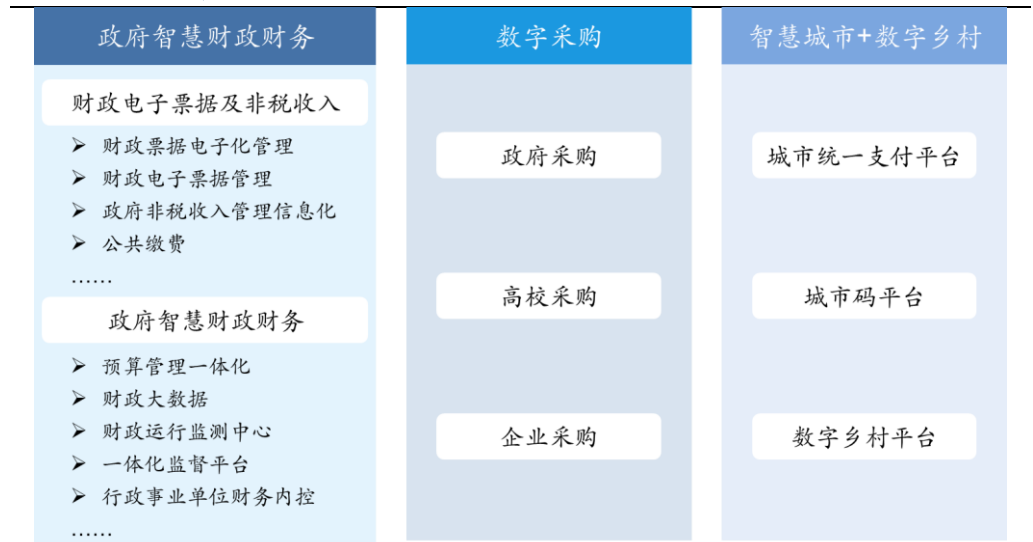 政府智慧财政财务
财政电子票据及非税收入
➢ 财政票据电子化管理
➢ 财政电子票据管理
➢ 政府非税收入管理信息化
➢ 公共缴费
……
政府智慧财政财务
➢ 预算管理一体化
➢ 财政大数据
➢ 财政运行监测中心
➢ 一体化监督平台
➢ 行政事业单位财务内控
……
数字采购
政府采购
高校采购
企业采购
智慧城市+数字乡村
城市统一支付平台
城市码平台
数字乡村平台